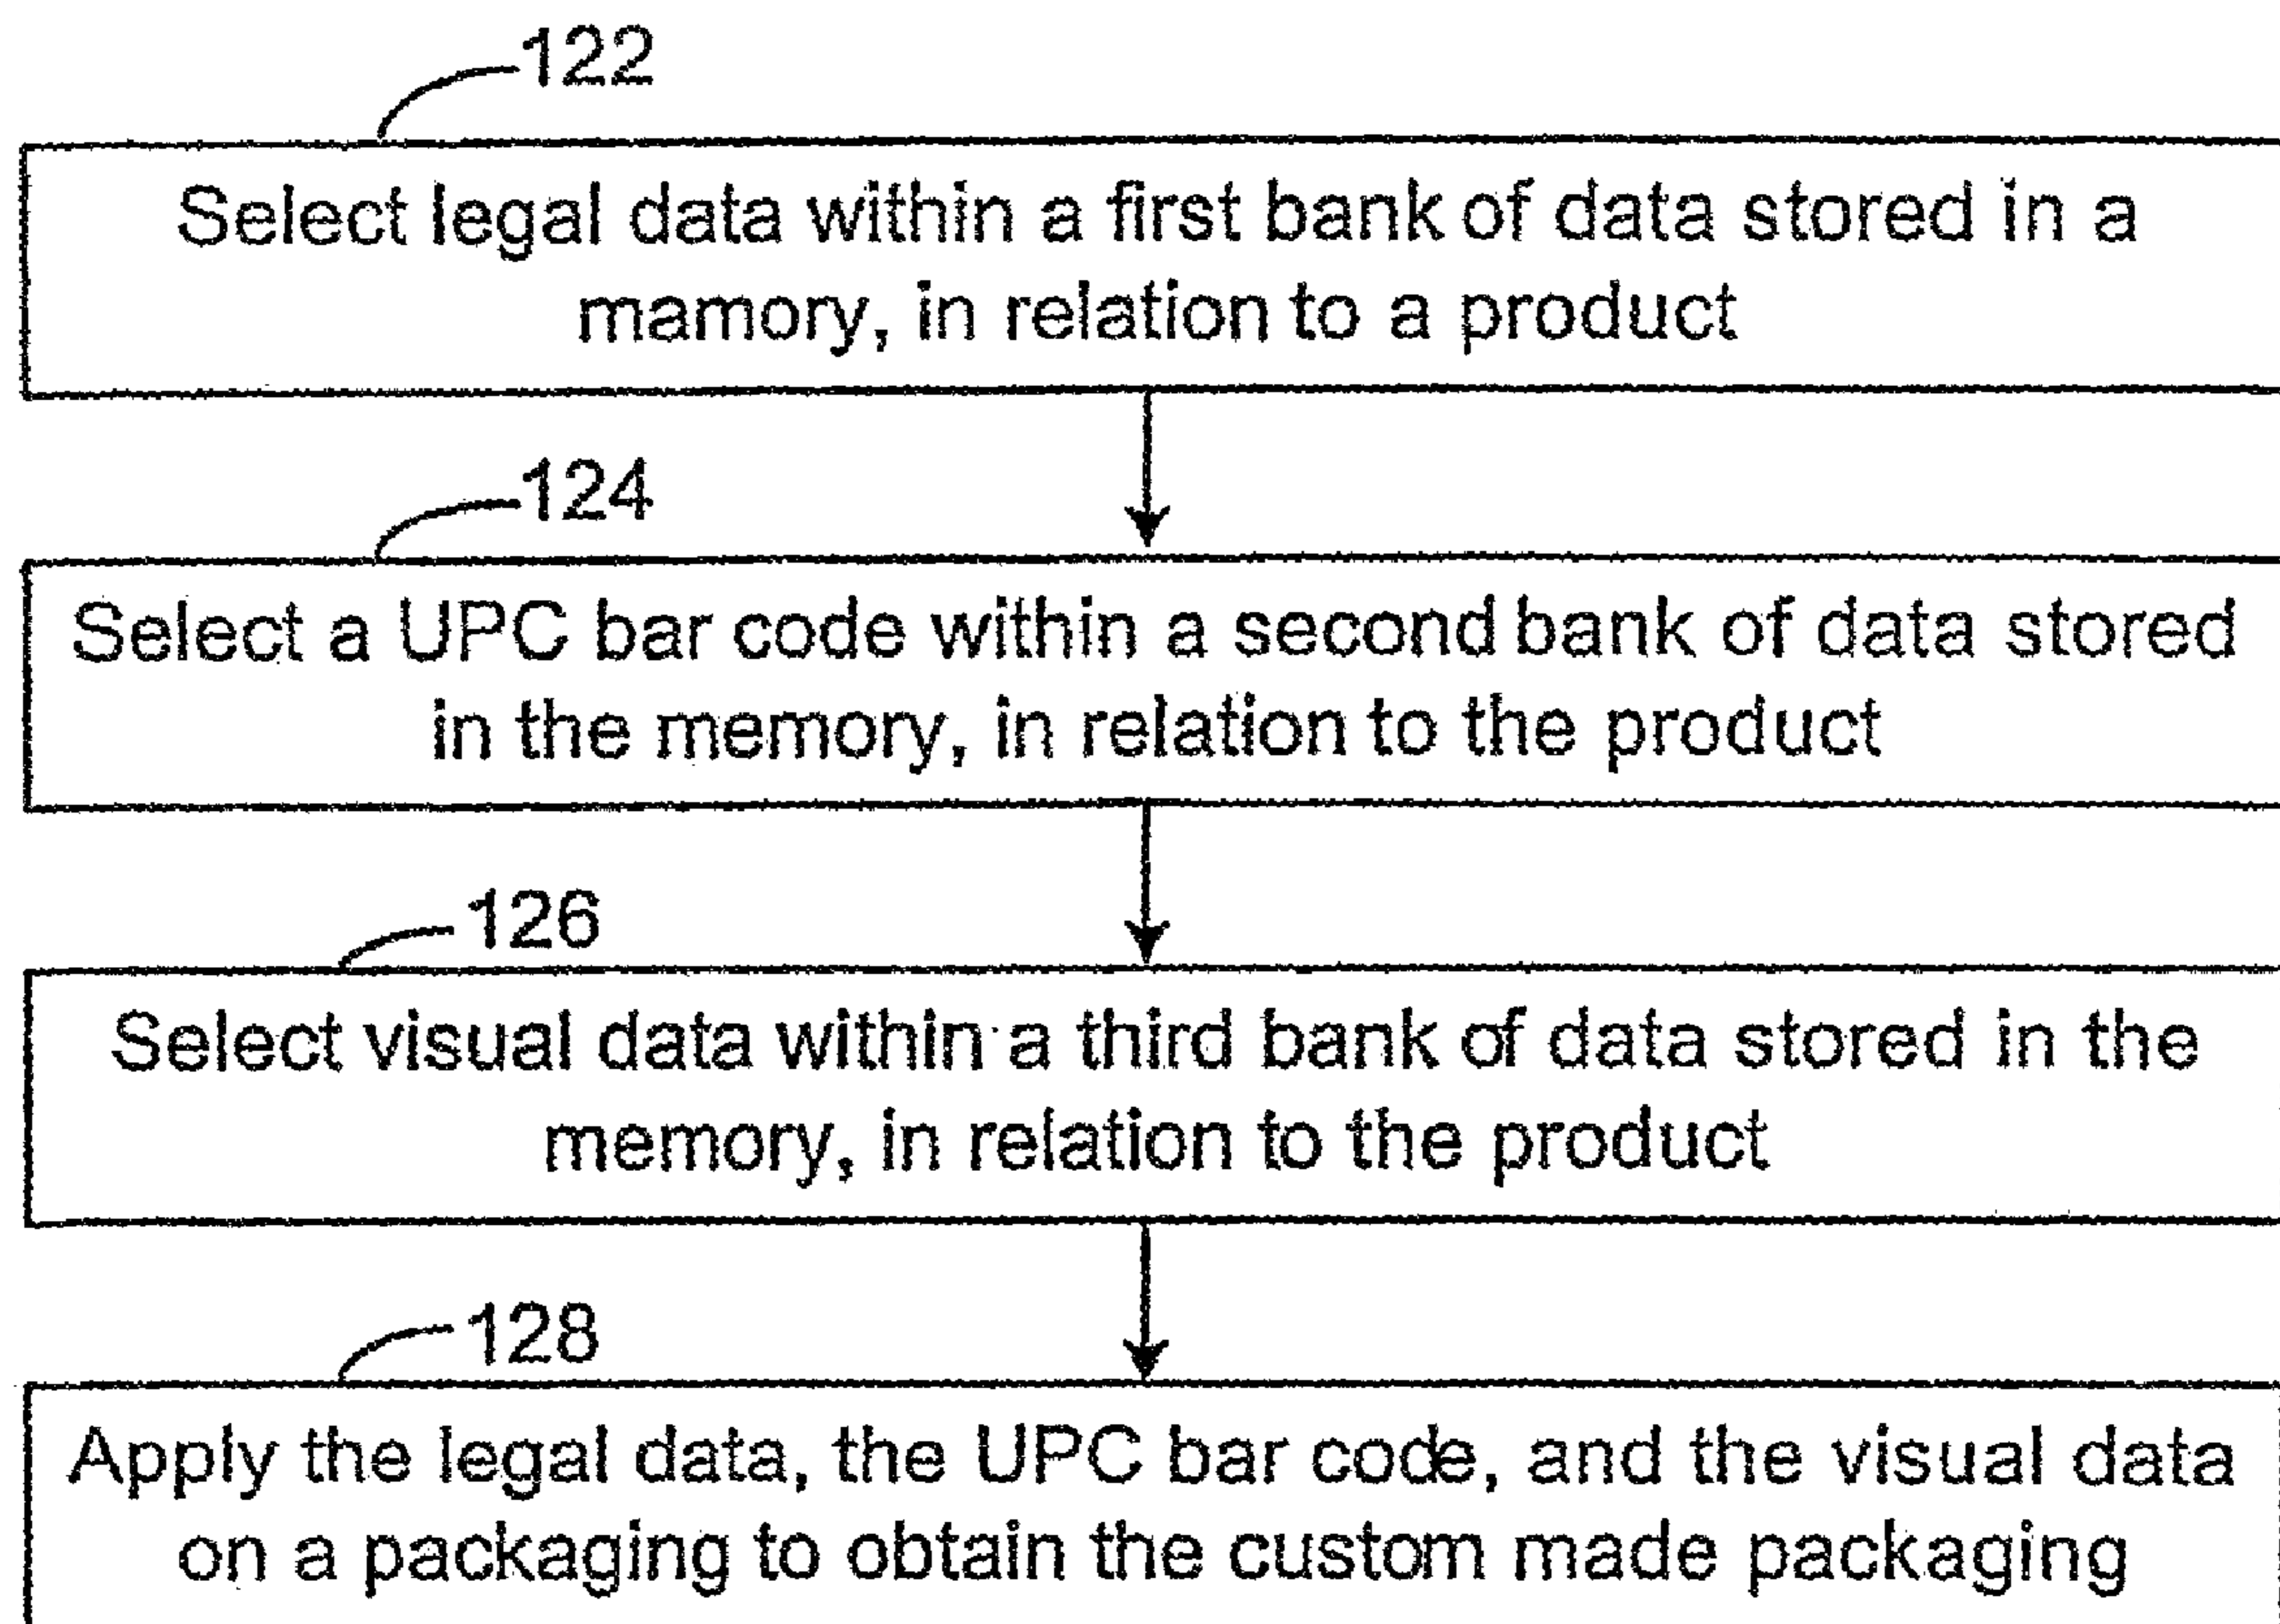 122
Select legal data within a first bank of data stored in a
mamory, in relation to a product
124
Select a UPC bar code within a second bank of data stored
in the memory, in relation to the product
126
Select visual data within a third bank of data stored in the
memory, in relation to the product
128
Apply the legal data, the UPC bar code, and the visual data
on a packaging to obtain the custom made packaging